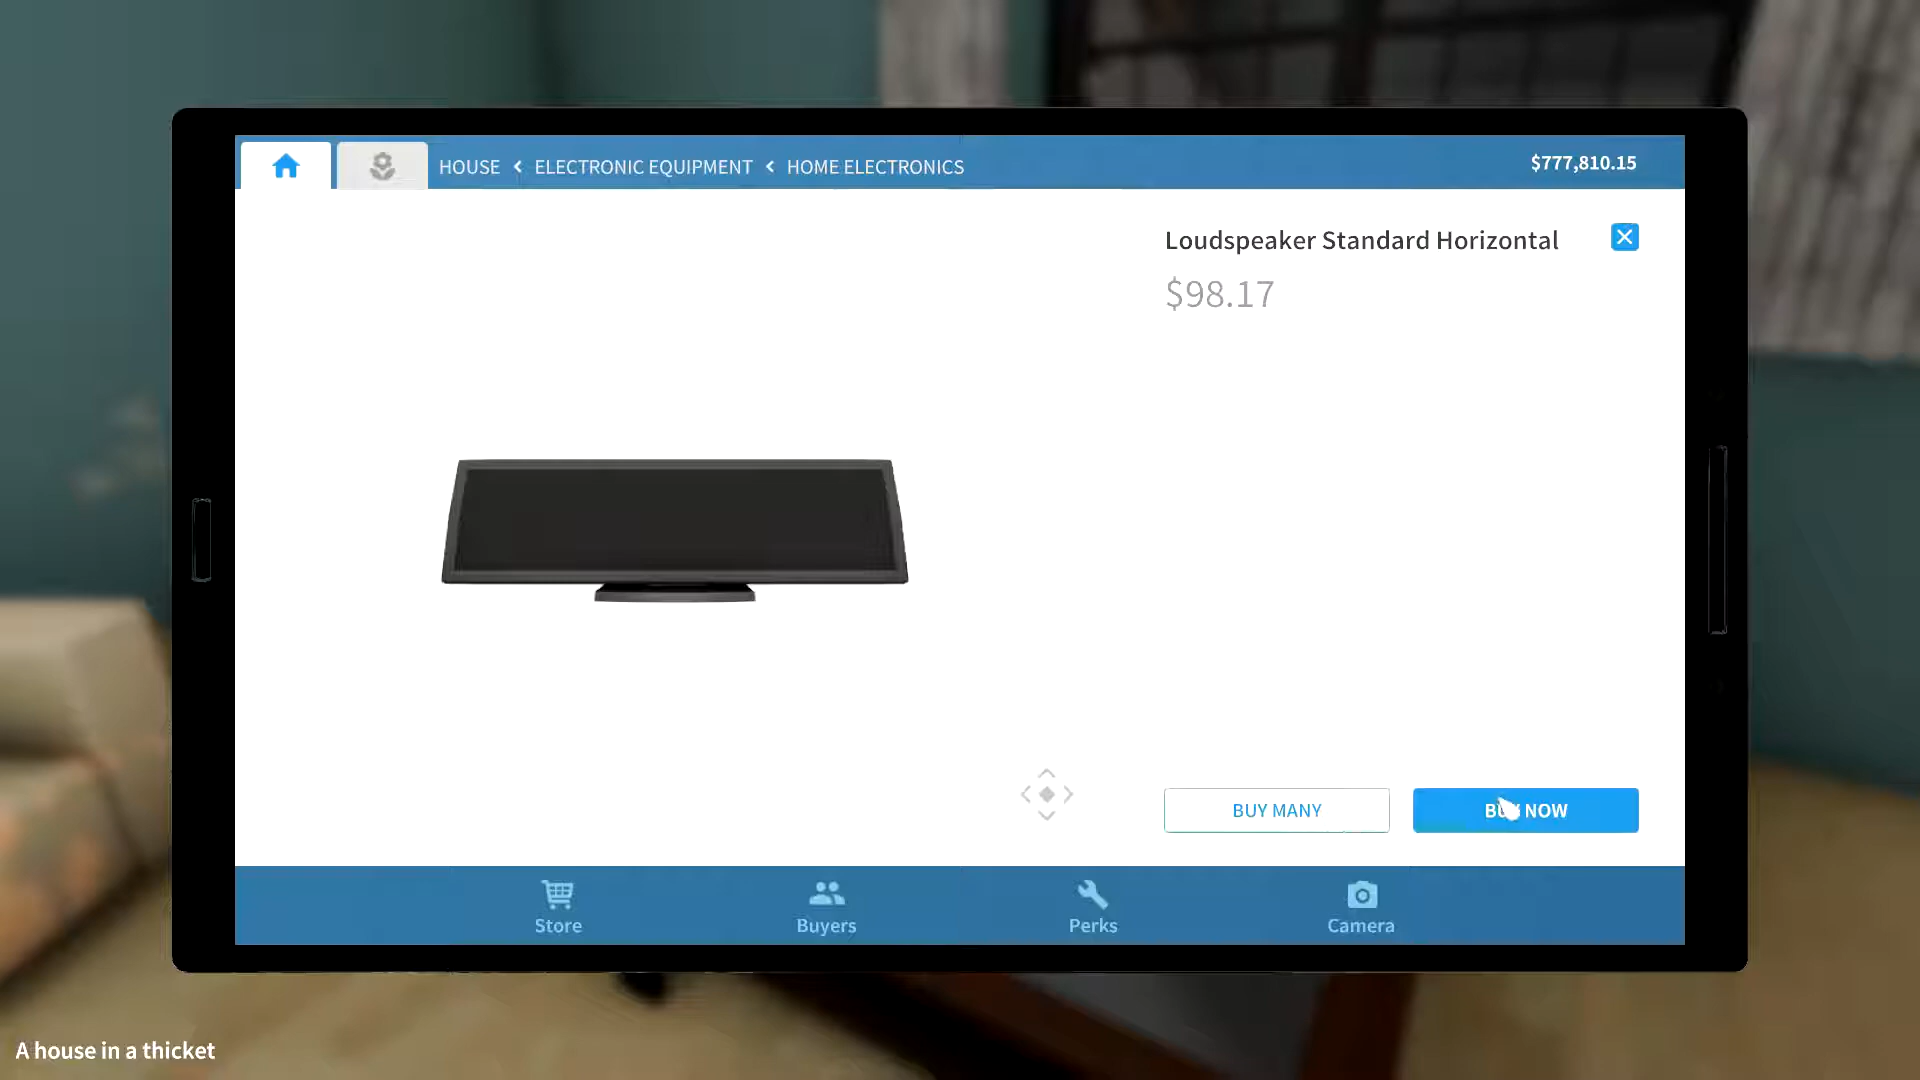 HOUSE < ELECTRONIC EQUIPMENT < HOME ELECTRONICS
$777,810.15
Loudspeaker Standard Horizontal
$98.17
BUY MANY
BUY NOW
Store
Buyers
Perks
Camera
A house in a thicket